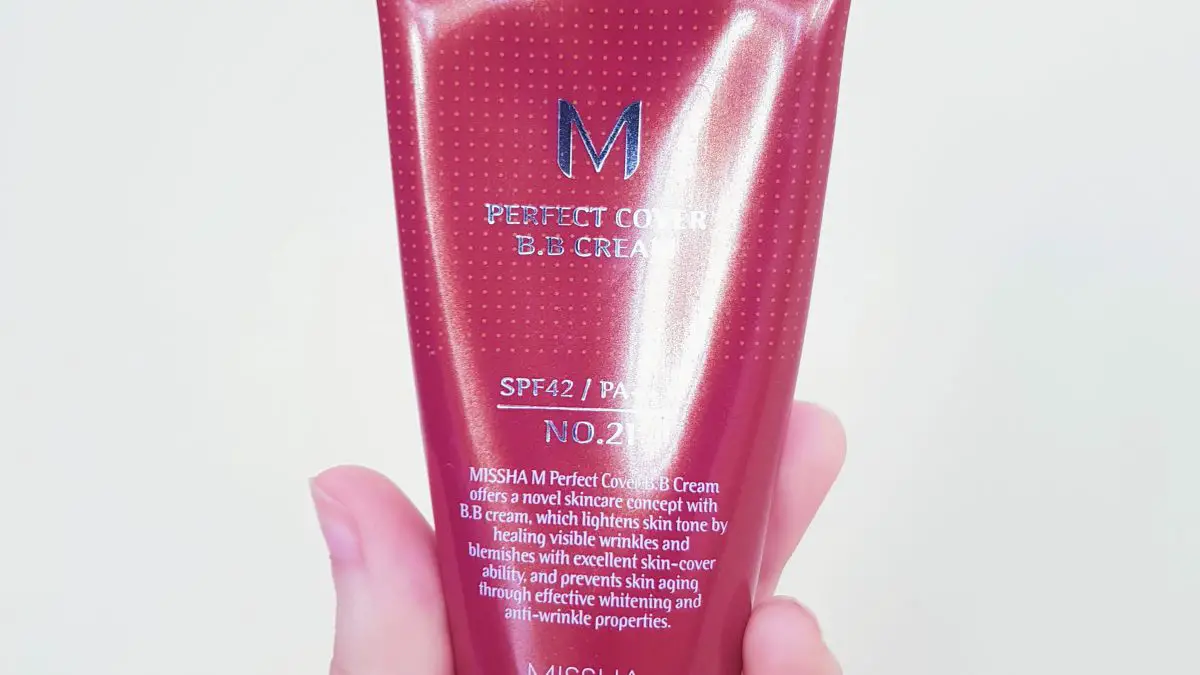 M
PERFECT COVER
B.B CREAM
SPF42 / PA
NO.21
MISSHA M Perfect Cover B.B Cream
offers a novel skincare concept with
B.B cream, which lightens skin tone by
healing visible wrinkles and
blemishes with excellent skin-cover
ability, and prevents skin aging
through effective whitening and
anti-wrinkle properties.
MISSHA